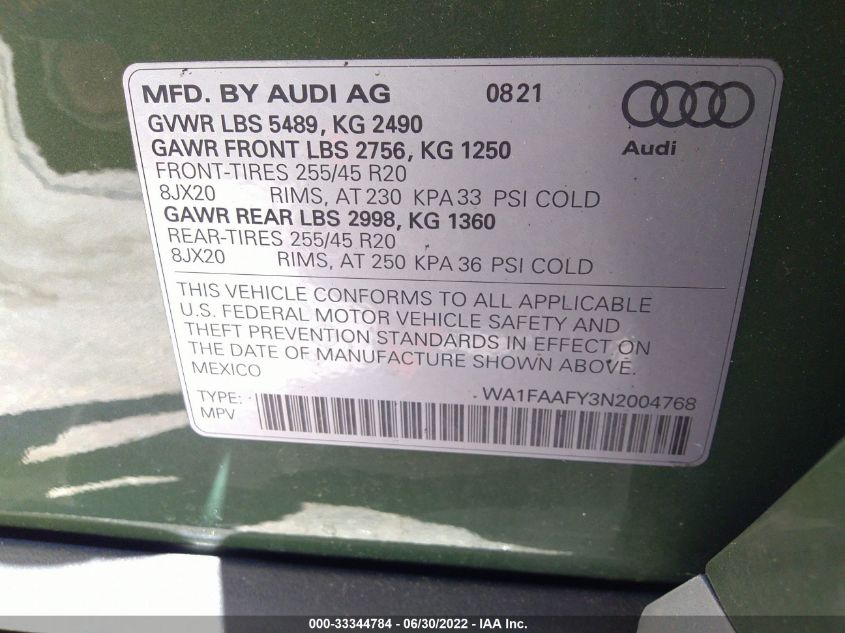 MFD. BY AUDI AG 0821
GVWR LBS 5489, KG 2490
GAWR FRONT LBS 2756, KG 1250
Audi
FRONT-TIRES 255/45 R20
8JX20 RIMS, AT 230 KPA 33 PSI COLD
GAWR REAR LBS 2998, KG 1360
REAR-TIRES 255/45 R20
8JX20 RIMS, AT 250 KPA 36 PSI COLD
THIS VEHICLE CONFORMS TO ALL APPLICABLE
U.S. FEDERAL MOTOR VEHICLE SAFETY AND
THEFT PREVENTION STANDARDS IN EFFECT ON
THE DATE OF MANUFACTURE SHOWN ABOVE.
MEXICO
TYPE: WA1FAAFY3N2004768
MPV
000-33344784 - 06/30/2022 - IAA Inc.